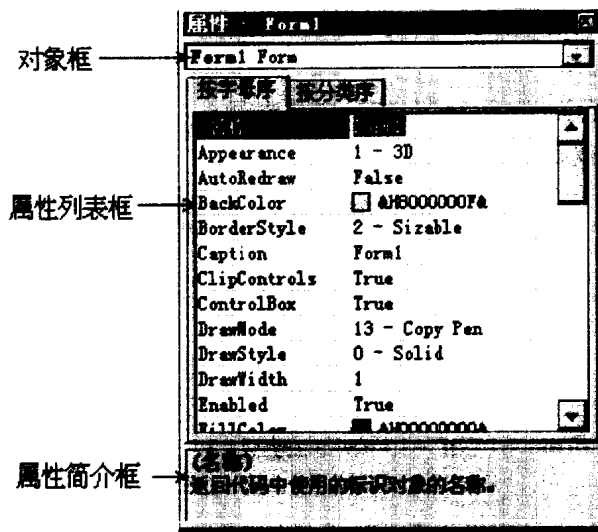 属性 - Form1
对象框
Form1 Form
按字母序 按分类序
Appearance 1 - 3D
AutoRedraw False
属性列表框
BackColor &H8000000F&
BorderStyle 2 - Sizable
Caption Form1
ClipControls True
ControlBox True
DrawMode 13 - Copy Pen
DrawStyle 0 - Solid
DrawWidth 1
Enabled True
FillColor &H00000000&
属性简介框
(名称)
返回代码中使用的标识对象的名称。